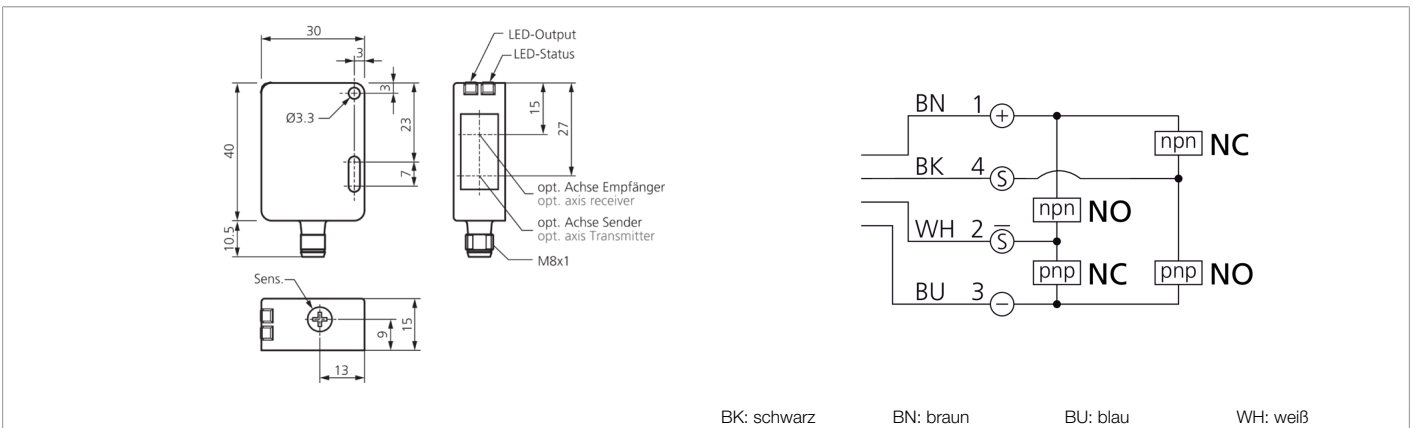 30
3
3
Ø3.3
23
40
7
10.5
LED-Output
LED-Status
15
27
opt. Achse Empfänger
opt. axis receiver
opt. Achse Sender
opt. axis Transmitter
M8x1
Sens.
9
15
13
BN 1 +
npn NC
BK 4 S
npn NO
WH 2 S̅
pnp NC
pnp NO
BU 3 −
BK: schwarz BN: braun BU: blau WH: weiß